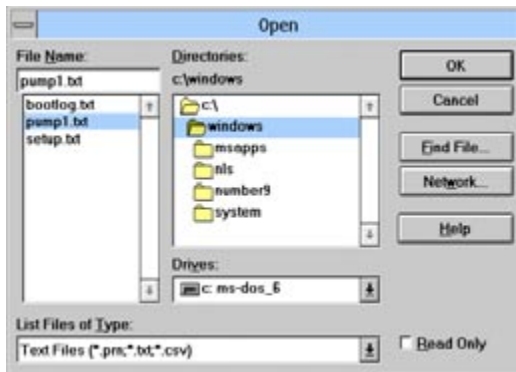 Open
File Name:
pump1.txt
bootlog.txt
pump1.txt
setup.txt
Directories:
c:\windows
c:\
windows
msapps
nls
number9
system
Drives:
c: ms-dos_6
List Files of Type:
Text Files (*.prn;*.txt;*.csv)
OK
Cancel
Find File...
Network...
Help
Read Only